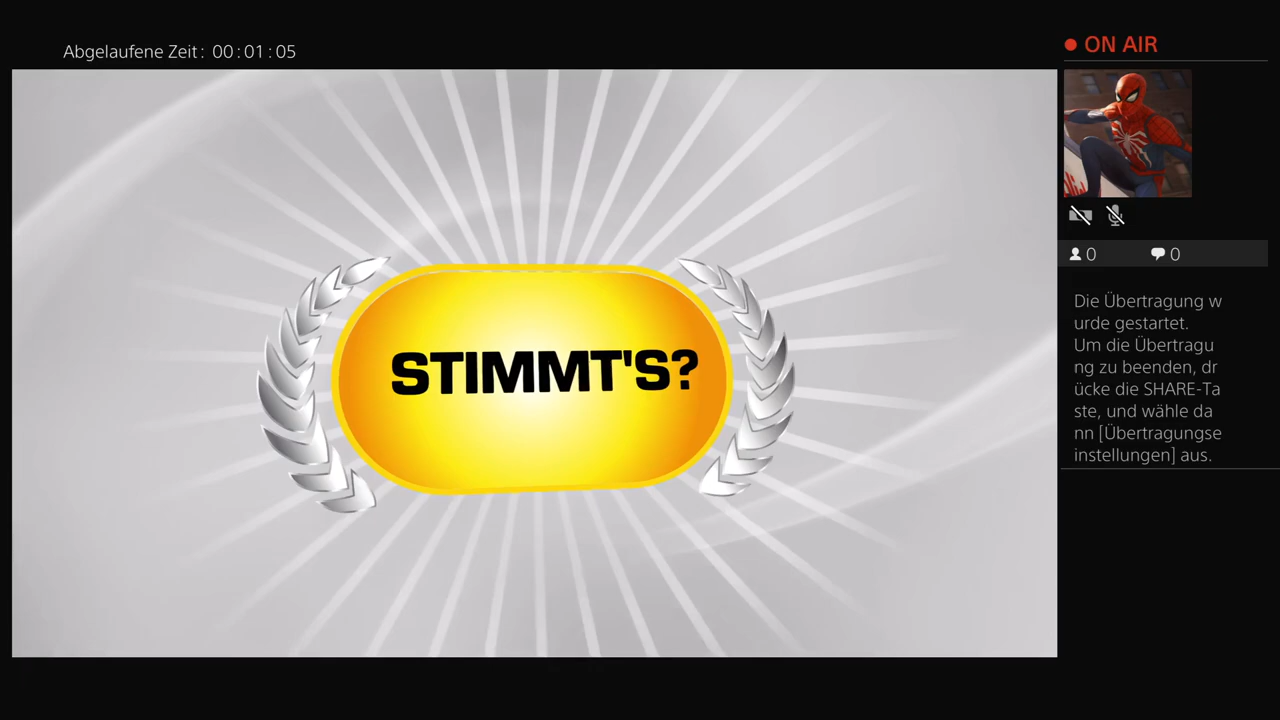 Abgelaufene Zeit: 00:01:05
ON AIR
STIMMT'S?
0 0
Die Übertragung w
urde gestartet.
Um die Übertragu
ng zu beenden, dr
ücke die SHARE-Ta
ste, und wähle da
nn [Übertragungse
instellungen] aus.